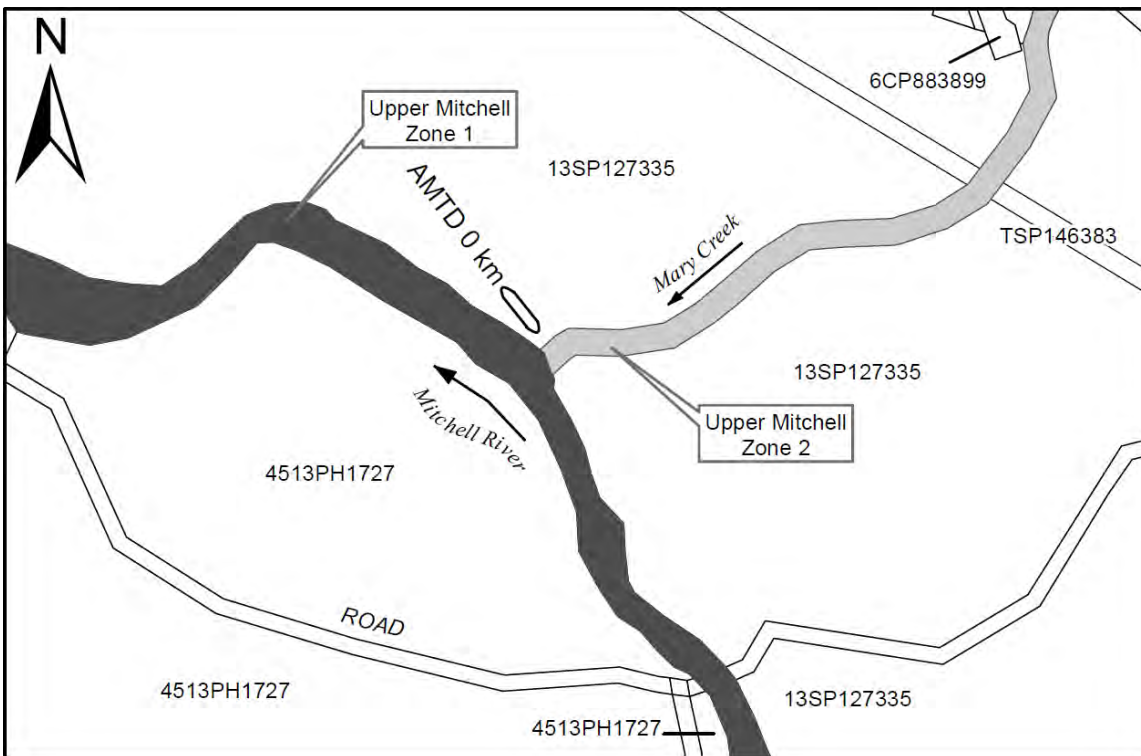 N
6CP883899
Upper Mitchell
Zone 1
13SP127335
AMTD 0 km
TSP146383
Mary Creek
13SP127335
Mitchell River
Upper Mitchell
Zone 2
4513PH1727
ROAD
4513PH1727
13SP127335
4513PH1727